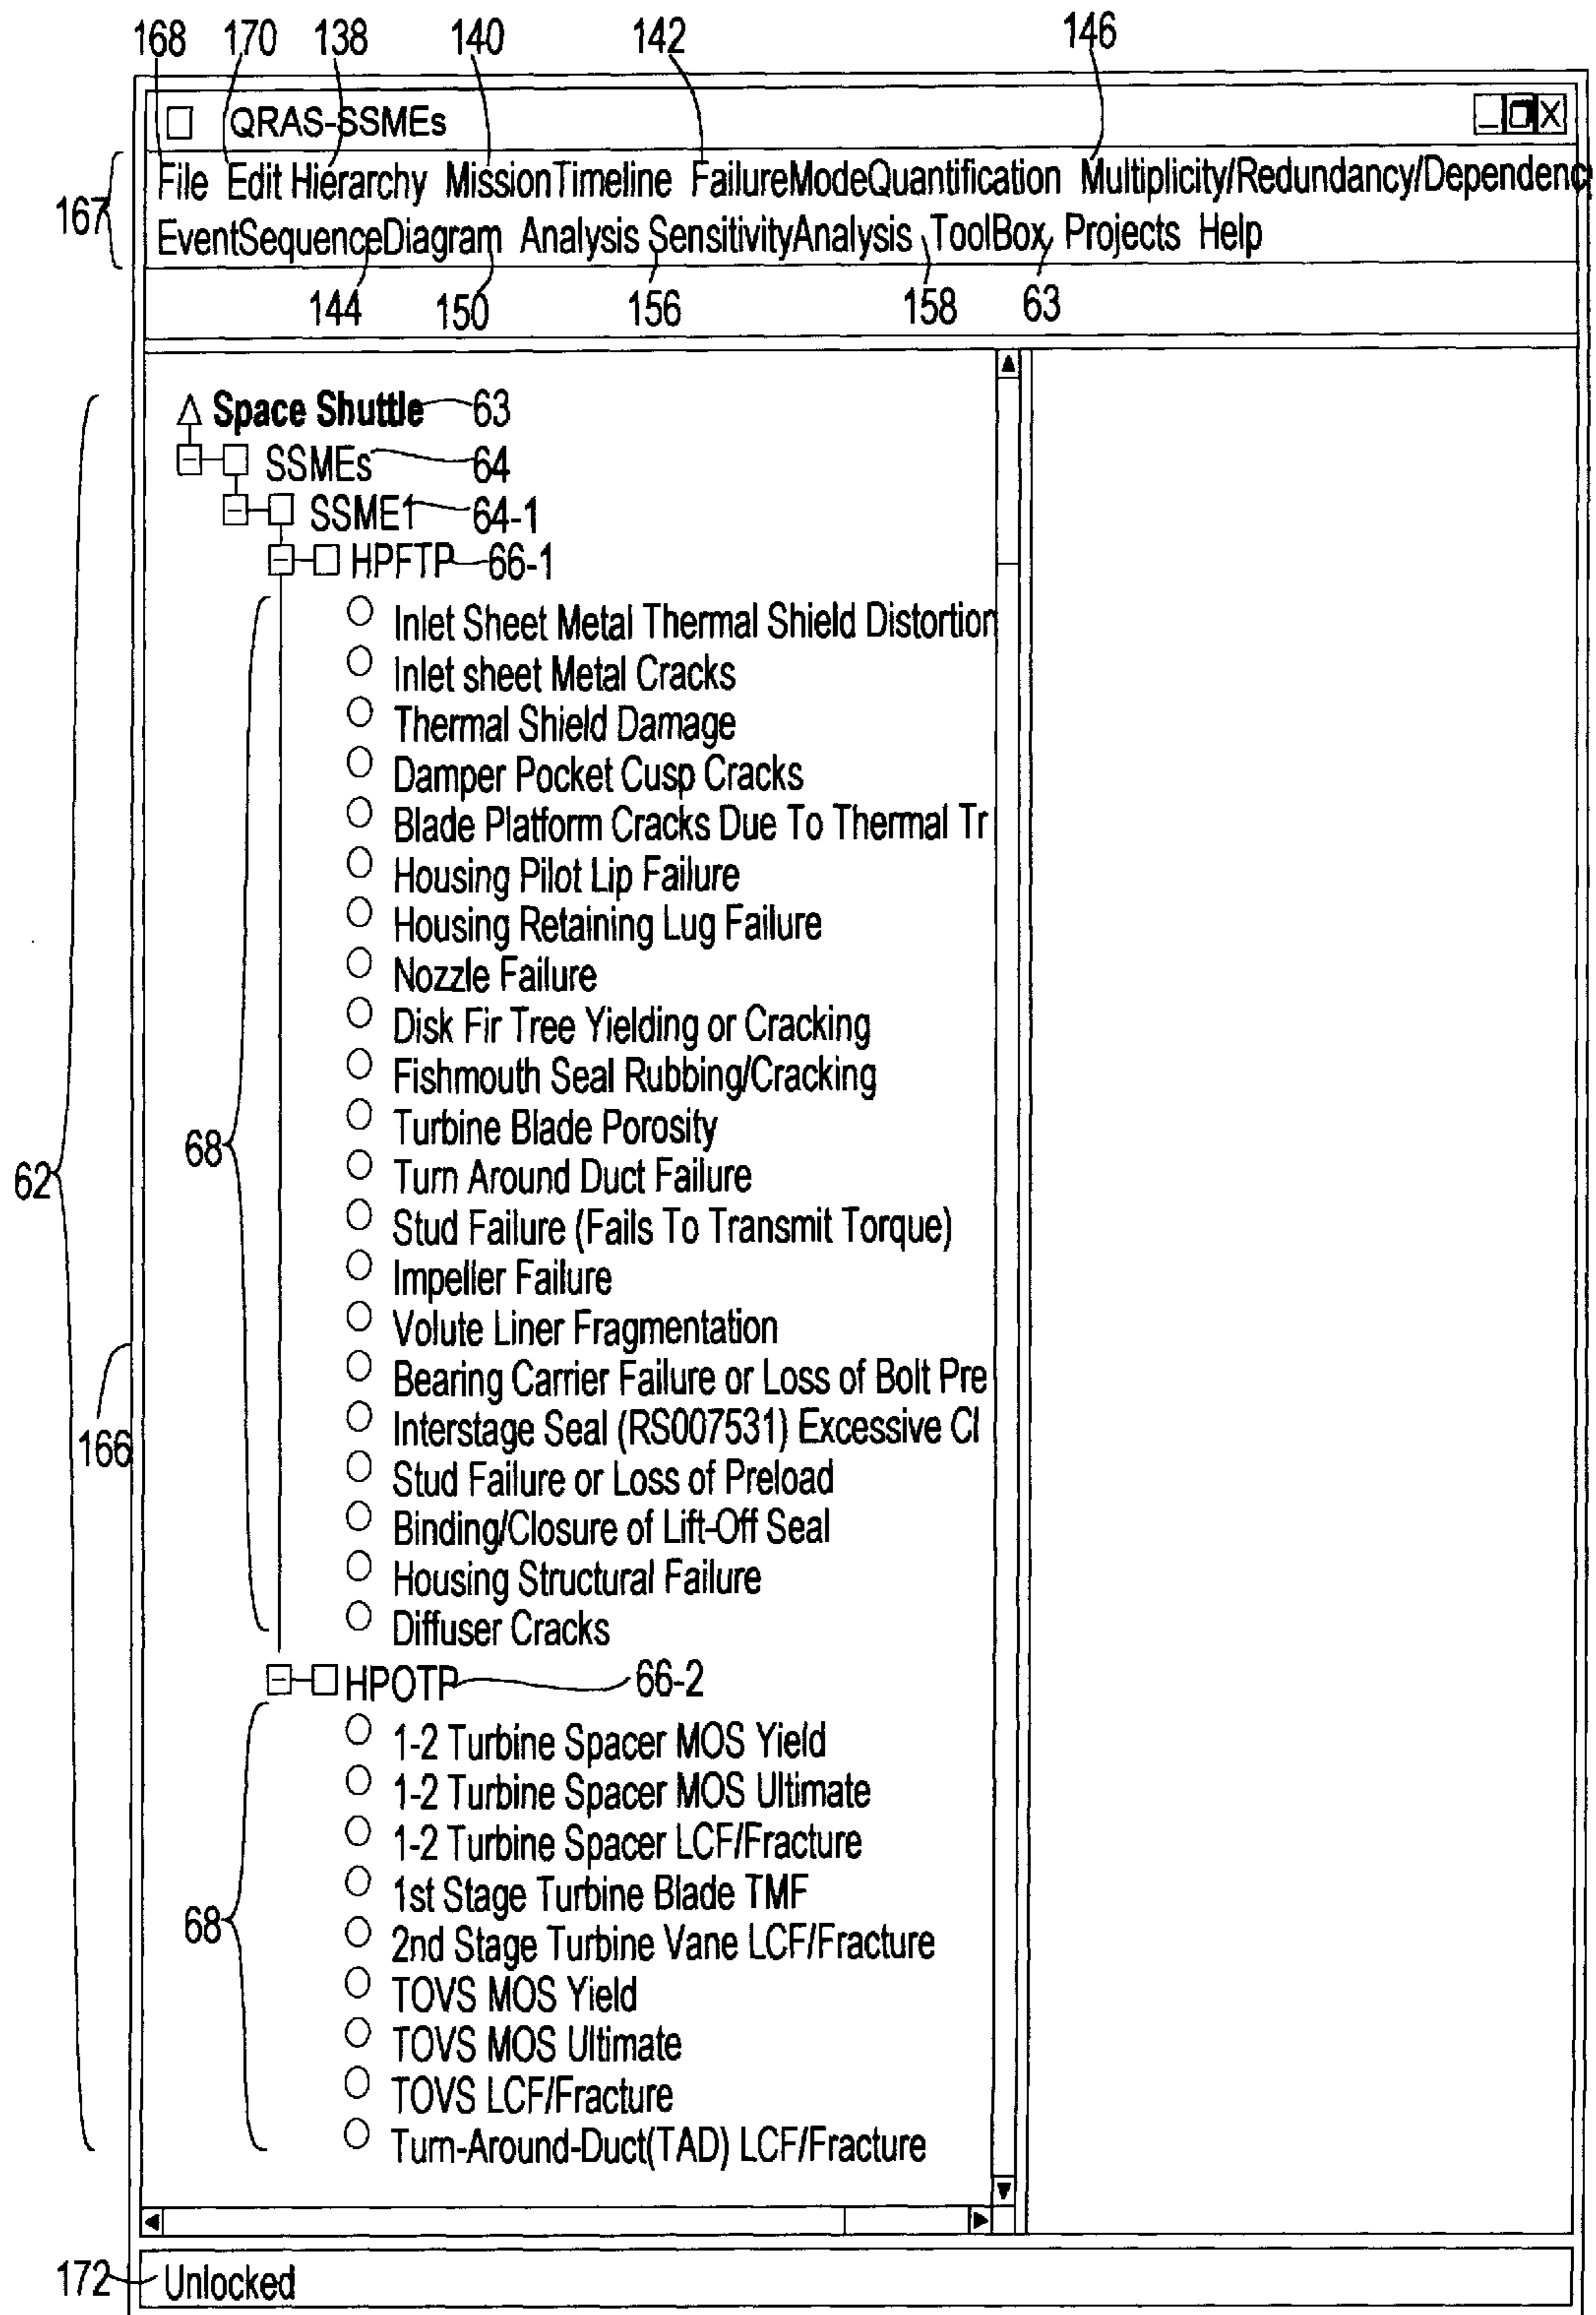 168 170 138 140 142 146
QRAS-SSMEs
File Edit Hierarchy MissionTimeline FailureModeQuantification Multiplicity/Redundancy/Dependenc
167
EventSequenceDiagram Analysis SensitivityAnalysis ToolBox Projects Help
144 150 156 158 63
Space Shuttle 63
SSMEs 64
SSME1 64-1
HPFTP 66-1
Inlet Sheet Metal Thermal Shield Distortion
Inlet sheet Metal Cracks
Thermal Shield Damage
Damper Pocket Cusp Cracks
Blade Platform Cracks Due To Thermal Tr
Housing Pilot Lip Failure
Housing Retaining Lug Failure
Nozzle Failure
Disk Fir Tree Yielding or Cracking
Fishmouth Seal Rubbing/Cracking
Turbine Blade Porosity
68
62
Turn Around Duct Failure
Stud Failure (Fails To Transmit Torque)
Impeller Failure
Volute Liner Fragmentation
Bearing Carrier Failure or Loss of Bolt Pre
Interstage Seal (RS007531) Excessive Cl
166
Stud Failure or Loss of Preload
Binding/Closure of Lift-Off Seal
Housing Structural Failure
Diffuser Cracks
HPOTP 66-2
1-2 Turbine Spacer MOS Yield
1-2 Turbine Spacer MOS Ultimate
1-2 Turbine Spacer LCF/Fracture
1st Stage Turbine Blade TMF
68
2nd Stage Turbine Vane LCF/Fracture
TOVS MOS Yield
TOVS MOS Ultimate
TOVS LCF/Fracture
Turn-Around-Duct(TAD) LCF/Fracture
172 Unlocked